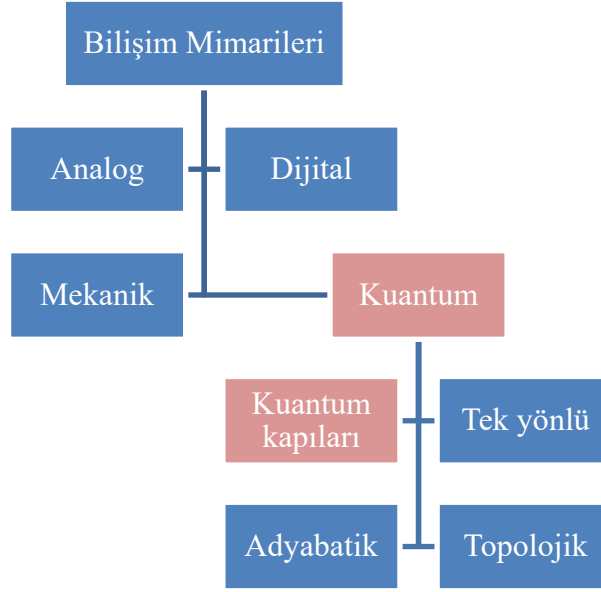 Bilişim Mimarileri
Analog
Dijital
Mekanik
Kuantum
Kuantum
kapıları
Tek yönlü
Adyabatik
Topolojik